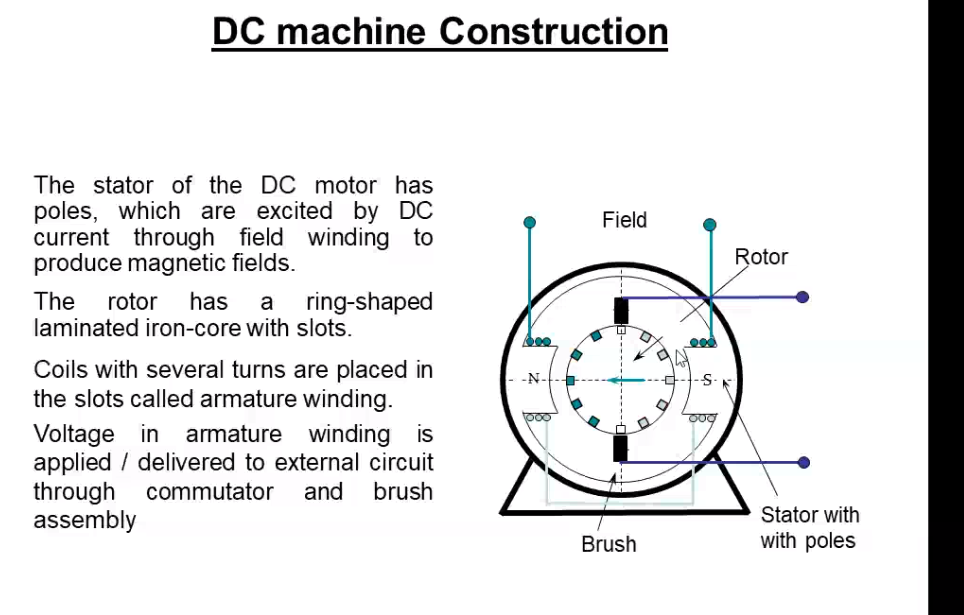 DC machine Construction
The stator of the DC motor has
poles, which are excited by DC
current through field winding to
produce magnetic fields.
The rotor has a ring-shaped
laminated iron-core with slots.
Coils with several turns are placed in
the slots called armature winding.
Voltage in armature winding is
applied / delivered to external circuit
through commutator and brush
assembly
Field
Rotor
N
S
Brush
Stator with
with poles